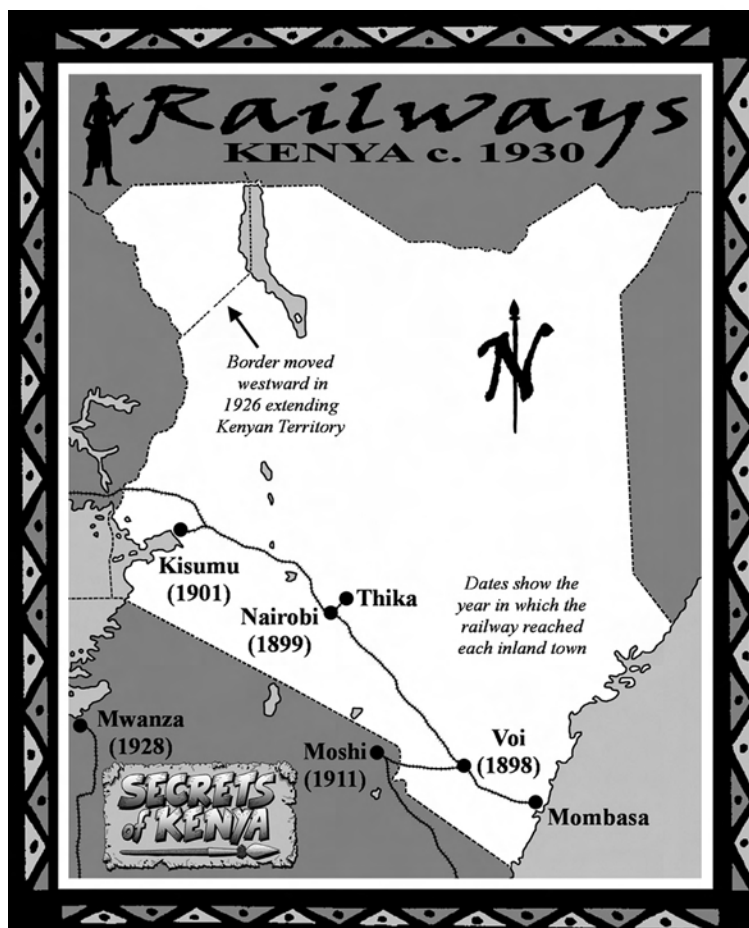 Railways
KENYA c. 1930
N
Border moved
westward in
1926 extending
Kenyan Territory
Kisumu
(1901)
Thika
Nairobi
(1899)
Dates show the
year in which the
railway reached
each inland town
Mwanza
(1928)
Moshi
(1911)
Voi
(1898)
Mombasa
SECRETS
of KENYA